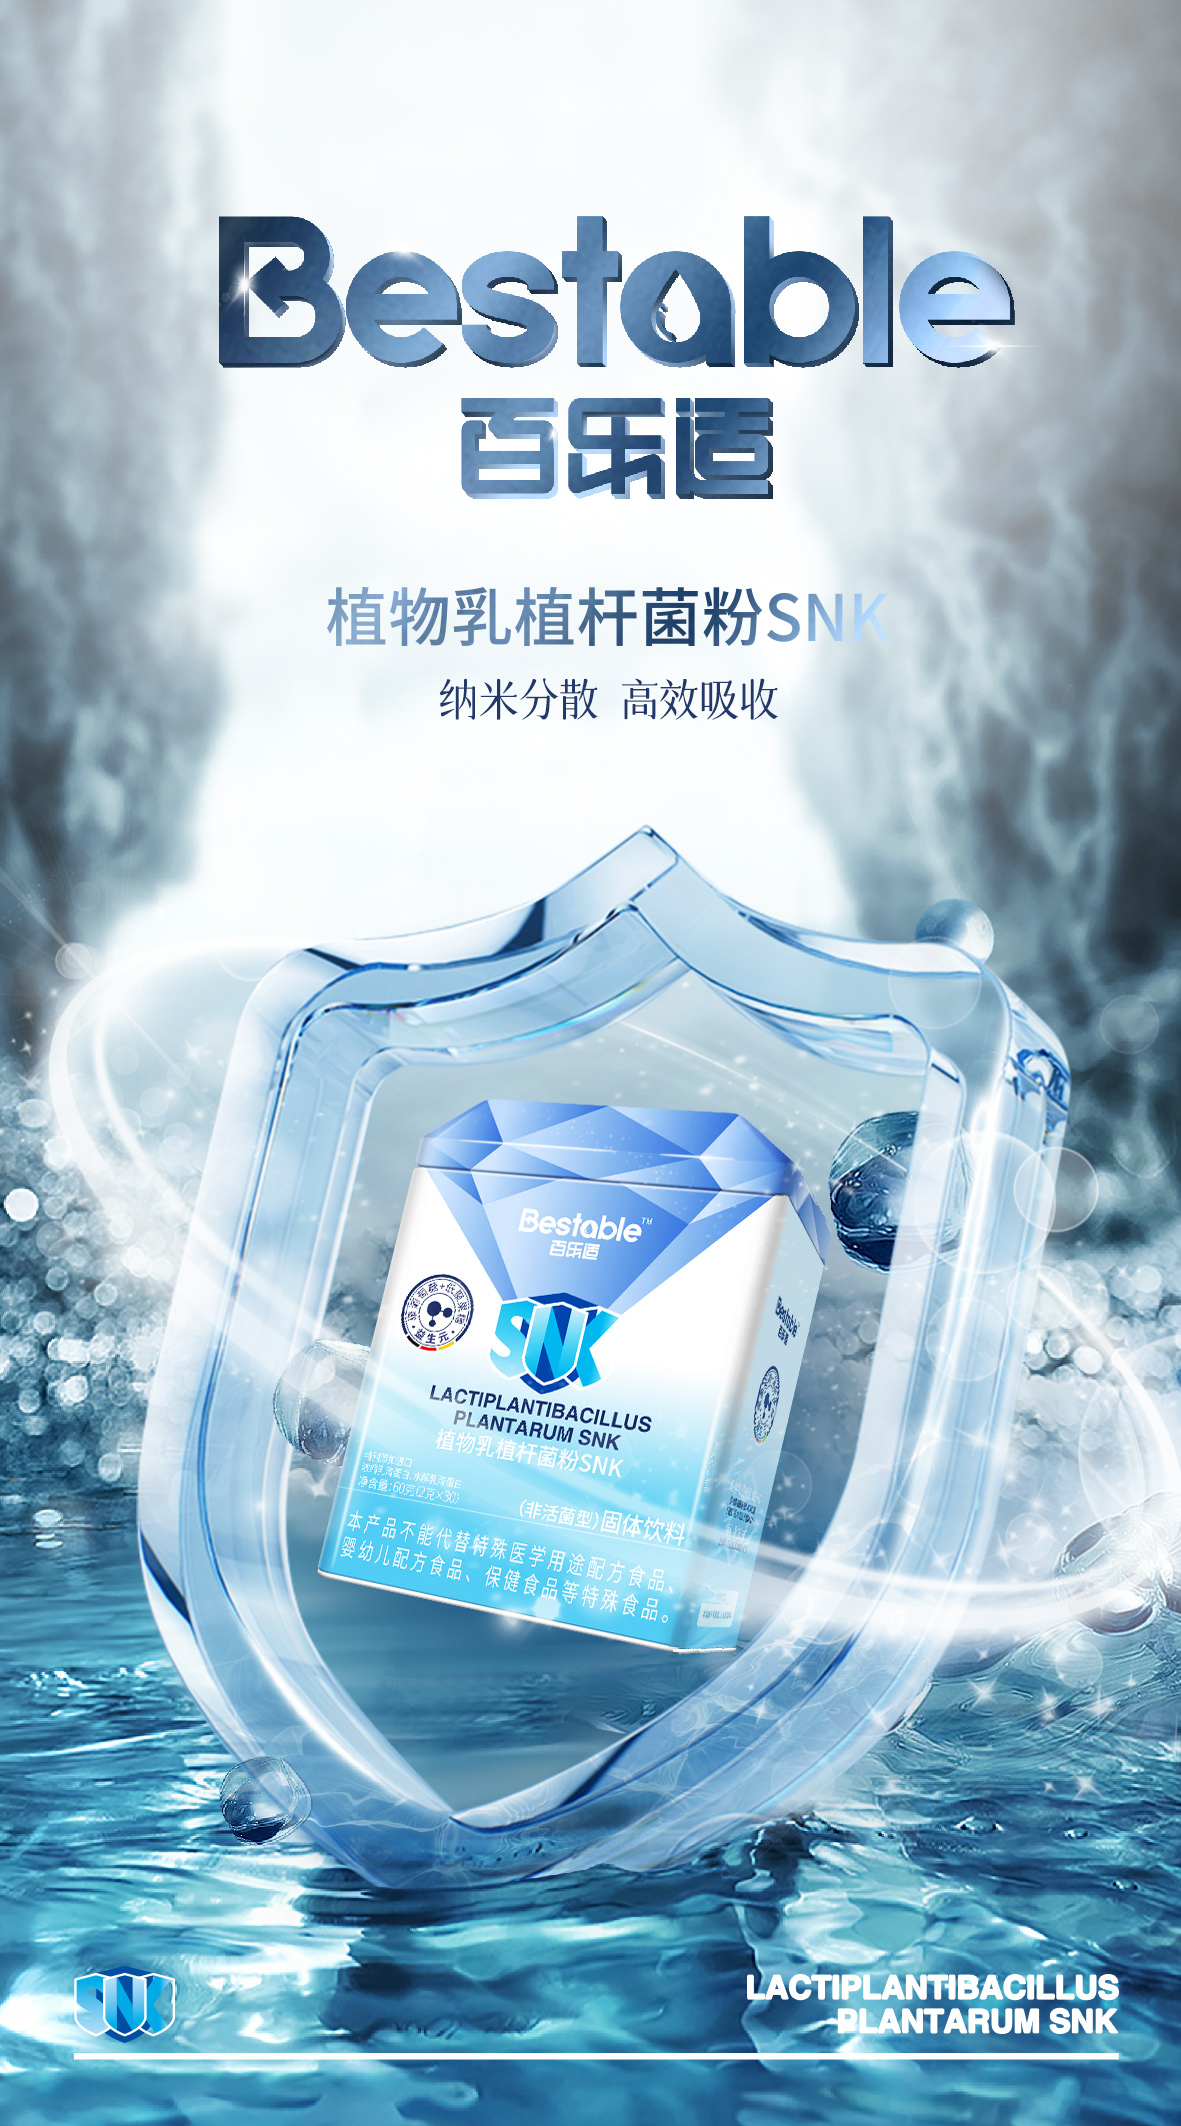 Bestable
百乐适
植物乳植杆菌粉SNK
纳米分散 高效吸收
Bestable™
百乐适
益生元
SNK
LACTIPLANTIBACILLUS
PLANTARUM SNK
植物乳植杆菌粉SNK
净含量:60克(2克×30)
(非活菌型)固体饮料
本产品不能代替特殊医学用途配方食品、
婴幼儿配方食品、保健食品等特殊食品。
Bestable
百乐适
SNK
LACTIPLANTIBACILLUS
PLANTARUM SNK